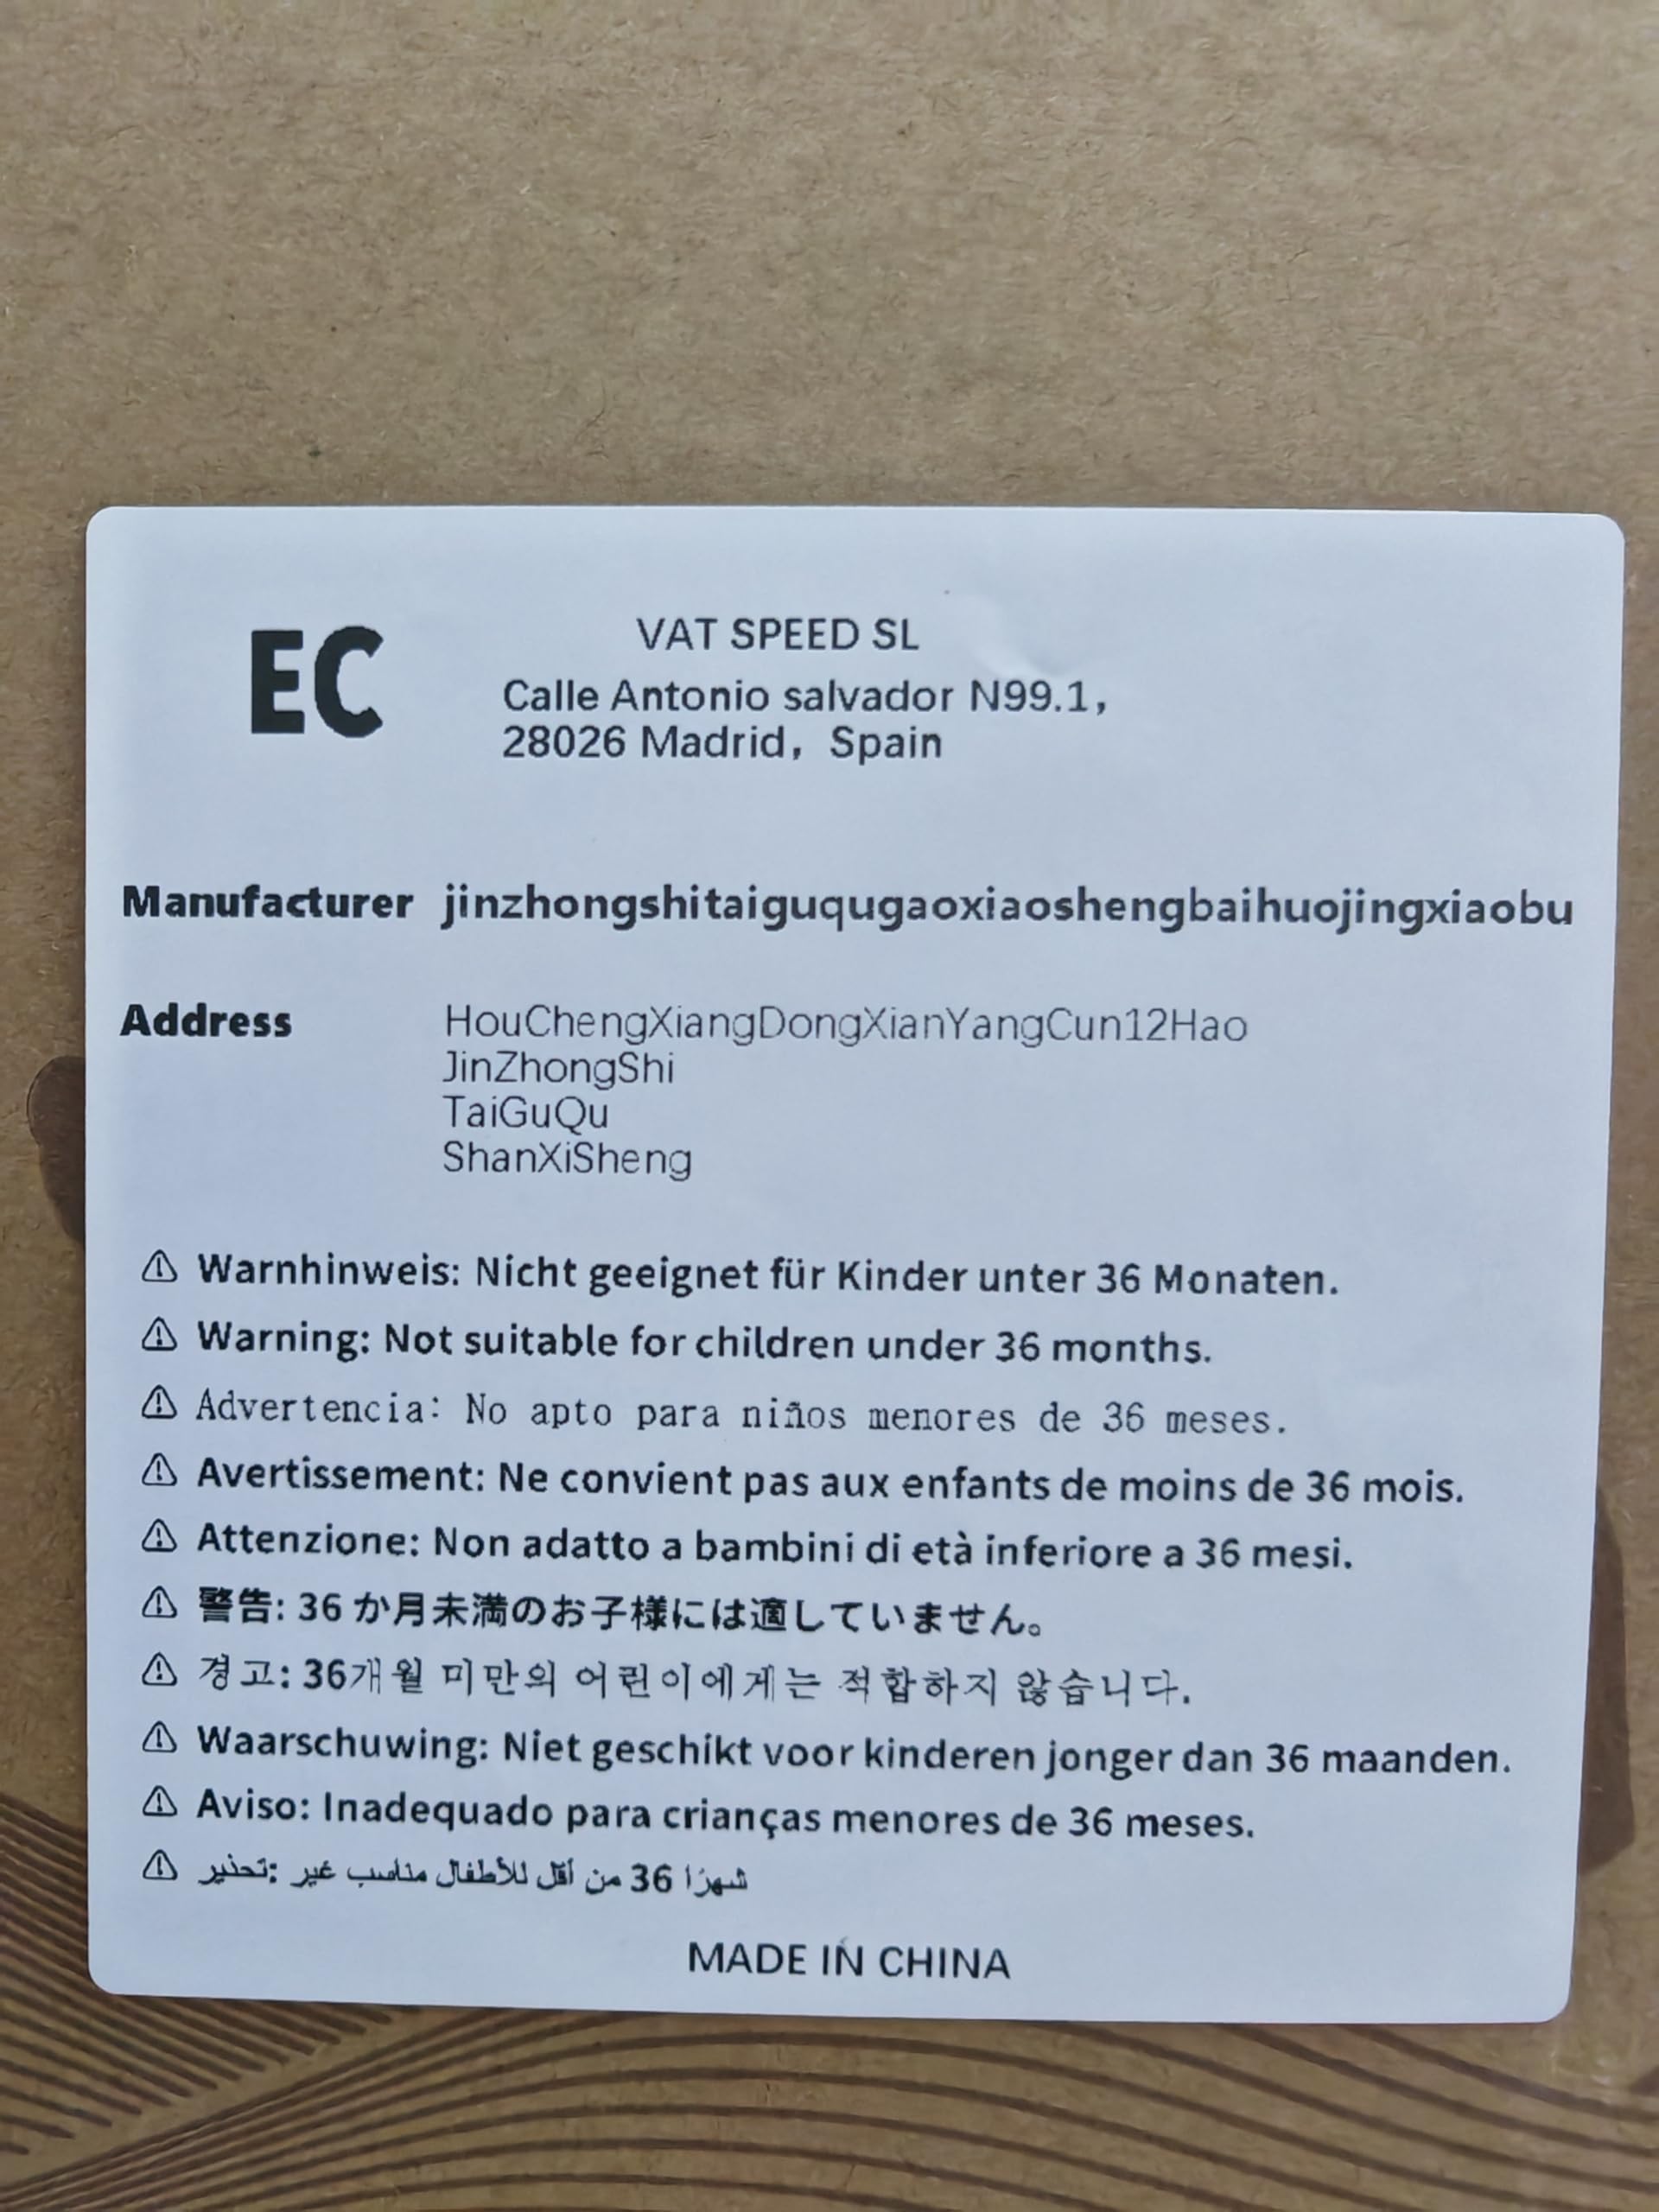 EC
VAT SPEED SL
Calle Antonio salvador N99.1,
28026 Madrid, Spain
Manufacturer jinzhongshitaiguqugaoxiaoshengbaihuojingxiaobu
Address HouChengXiangDongXianYangCun12Hao
JinZhongShi
TaiGuQu
ShanXiSheng
⚠ Warnhinweis: Nicht geeignet für Kinder unter 36 Monaten.
⚠ Warning: Not suitable for children under 36 months.
⚠ Advertencia: No apto para niños menores de 36 meses.
⚠ Avertissement: Ne convient pas aux enfants de moins de 36 mois.
⚠ Attenzione: Non adatto a bambini di età inferiore a 36 mesi.
⚠ 警告: 36 か月未満のお子様には適していません。
⚠ 경고: 36개월 미만의 어린이에게는 적합하지 않습니다.
⚠ Waarschuwing: Niet geschikt voor kinderen jonger dan 36 maanden.
⚠ Aviso: Inadequado para crianças menores de 36 meses.
⚠ تحذير: غير مناسب للأطفال أقل من 36 شهرًا
MADE IN CHINA